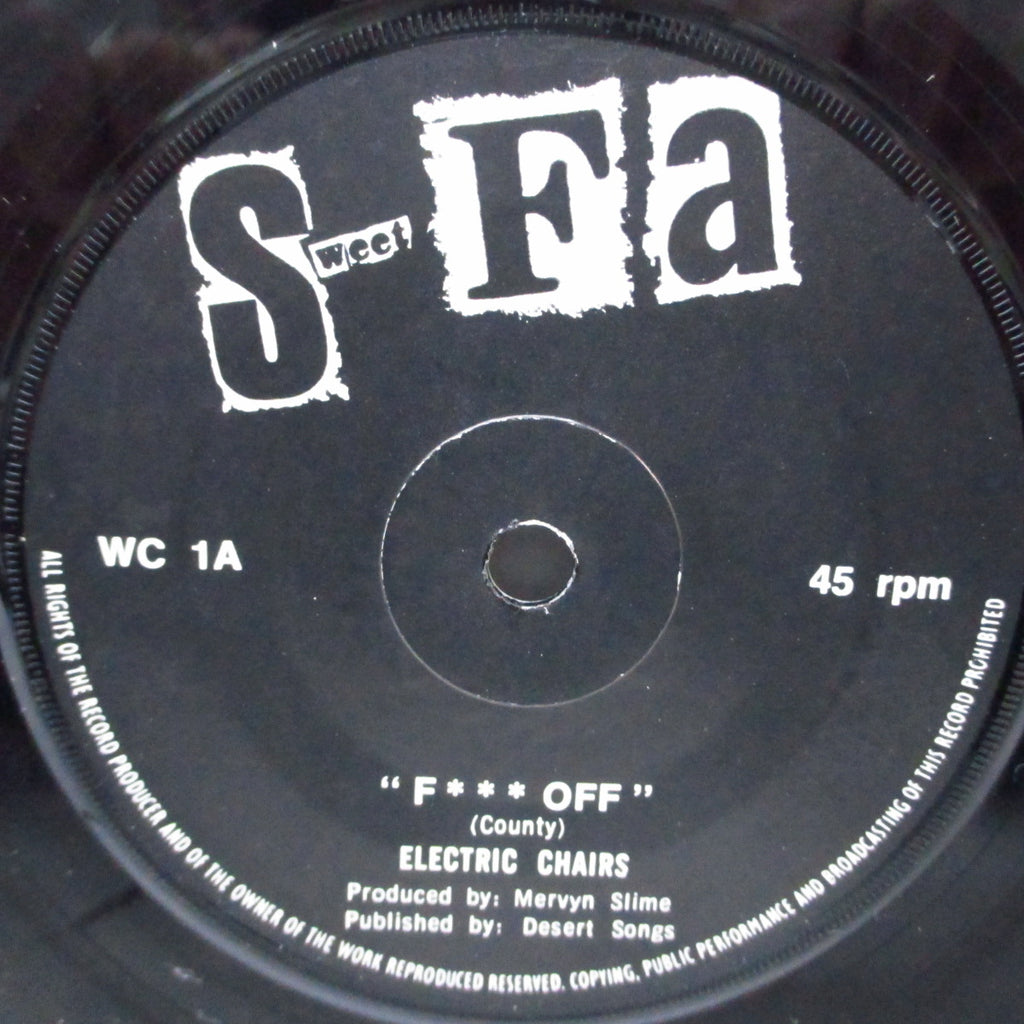 Sweet Fa
WC 1A
45 rpm
" F * * * OFF "
(County)
ELECTRIC CHAIRS
Produced by: Mervyn Slime
Published by: Desert Songs
ALL RIGHTS OF THE RECORD PRODUCER AND OF THE OWNER OF THE WORK REPRODUCED RESERVED. COPYING, PUBLIC PERFORMANCE AND BROADCASTING OF THIS RECORD PROHIBITED